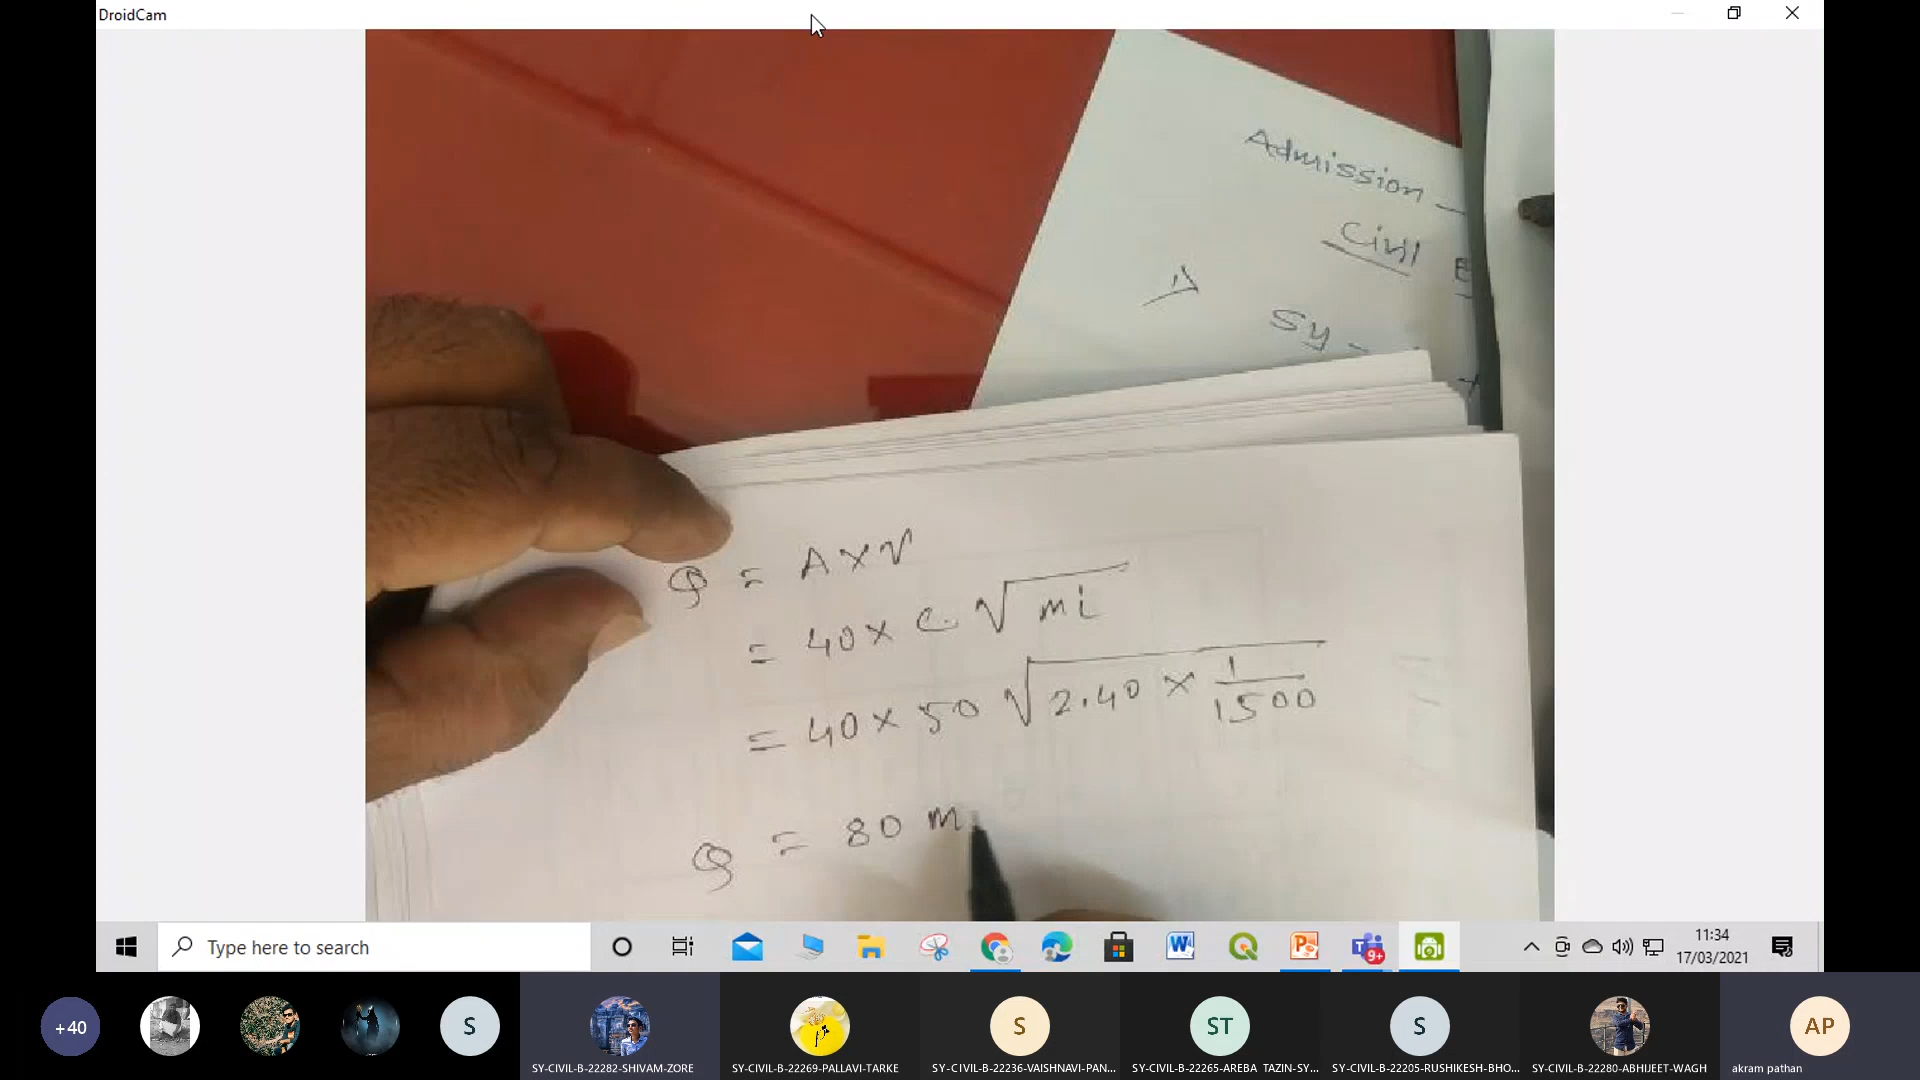 DroidCam
Admission -
Civil E
1)
Sy -
Q = A x V
= 40 x C √mi
= 40 x 50 √2.40 x 1/1500
Q = 80 m
Type here to search
9+
11:34
17/03/2021
+40
S
S
ST
S
AP
SY-CIVIL-B-22282-SHIVAM-ZORE
SY-CIVIL-B-22269-PALLAVI-TARKE
SY-CIVIL-B-22236-VAISHNAVI-PAN...
SY-CIVIL-B-22265-AREBA TAZIN-SY...
SY-CIVIL-B-22205-RUSHIKESH-BHO...
SY-CIVIL-B-22280-ABHIJEET-WAGH
akram pathan